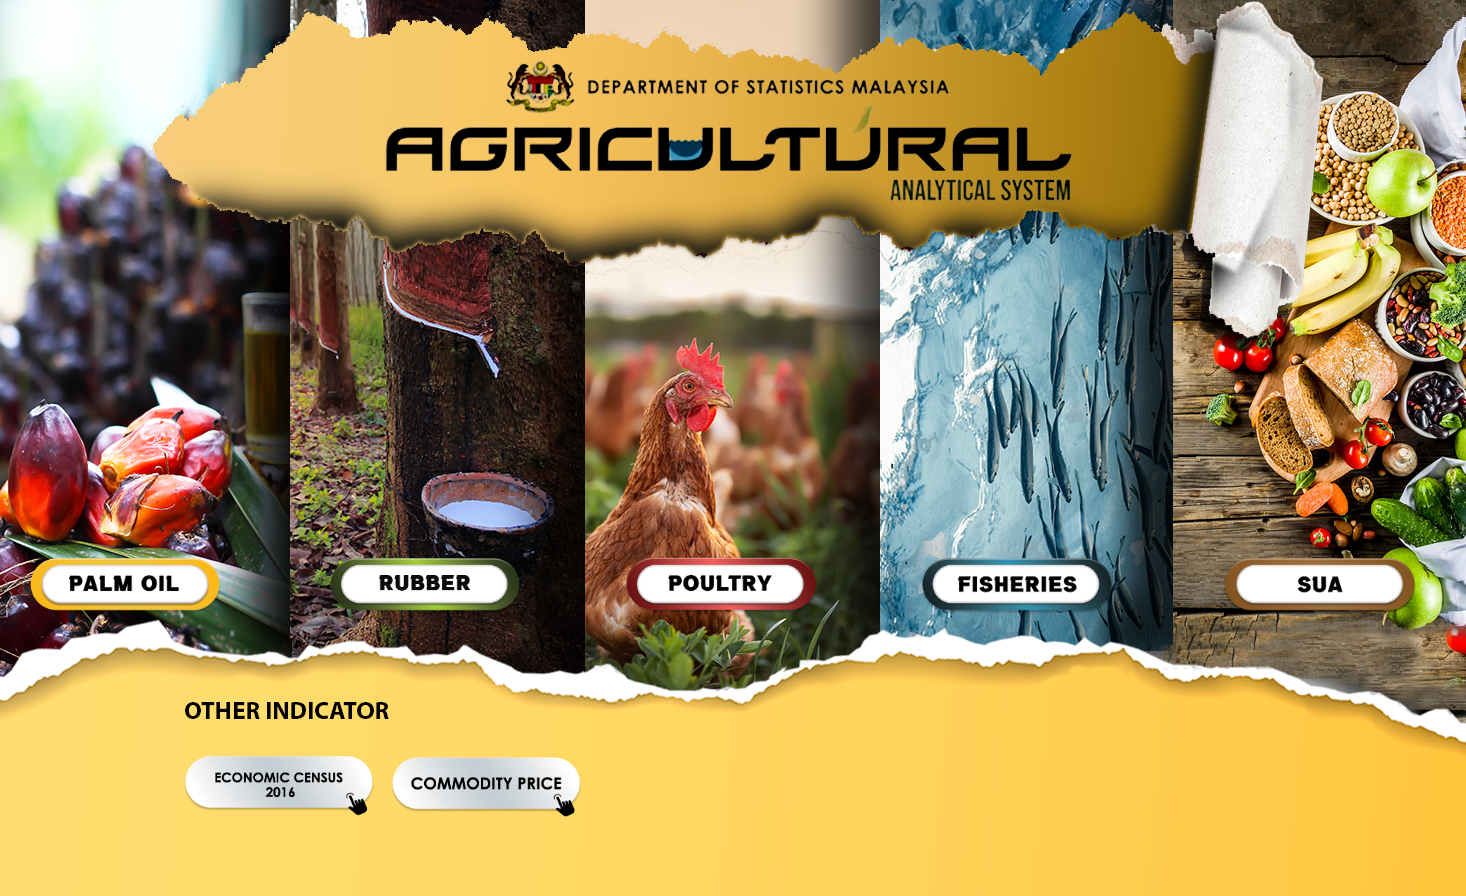 DEPARTMENT OF STATISTICS MALAYSIA
AGRICULTURAL
ANALYTICAL SYSTEM
PALM OIL
RUBBER
POULTRY
FISHERIES
SUA
OTHER INDICATOR
ECONOMIC CENSUS
2016
COMMODITY PRICE